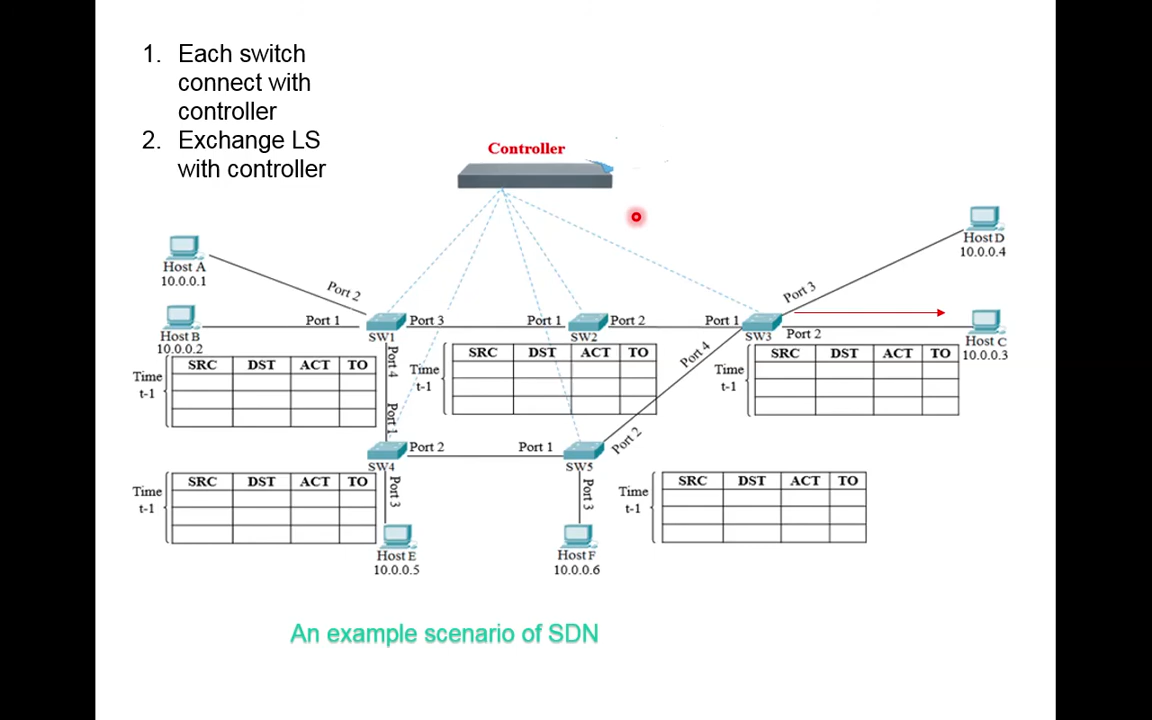 1. Each switch
connect with
controller
2. Exchange LS
with controller
Controller
Host A
10.0.0.1
Port 2
Host D
10.0.0.4
Port 3
Host B
10.0.0.2
Port 1
SW1
Port 3
Port 1
SW2
Port 2
Port 1
SW3
Port 2
Host C
10.0.0.3
Port 4
Port 1
Port 4
Time
t-1
SRC DST ACT TO
Time
t-1
SRC DST ACT TO
Time
t-1
SRC DST ACT TO
SW4
Port 2
Port 1
SW5
Port 2
Port 3
Port 3
Time
t-1
SRC DST ACT TO
Time
t-1
SRC DST ACT TO
Host E
10.0.0.5
Host F
10.0.0.6
An example scenario of SDN